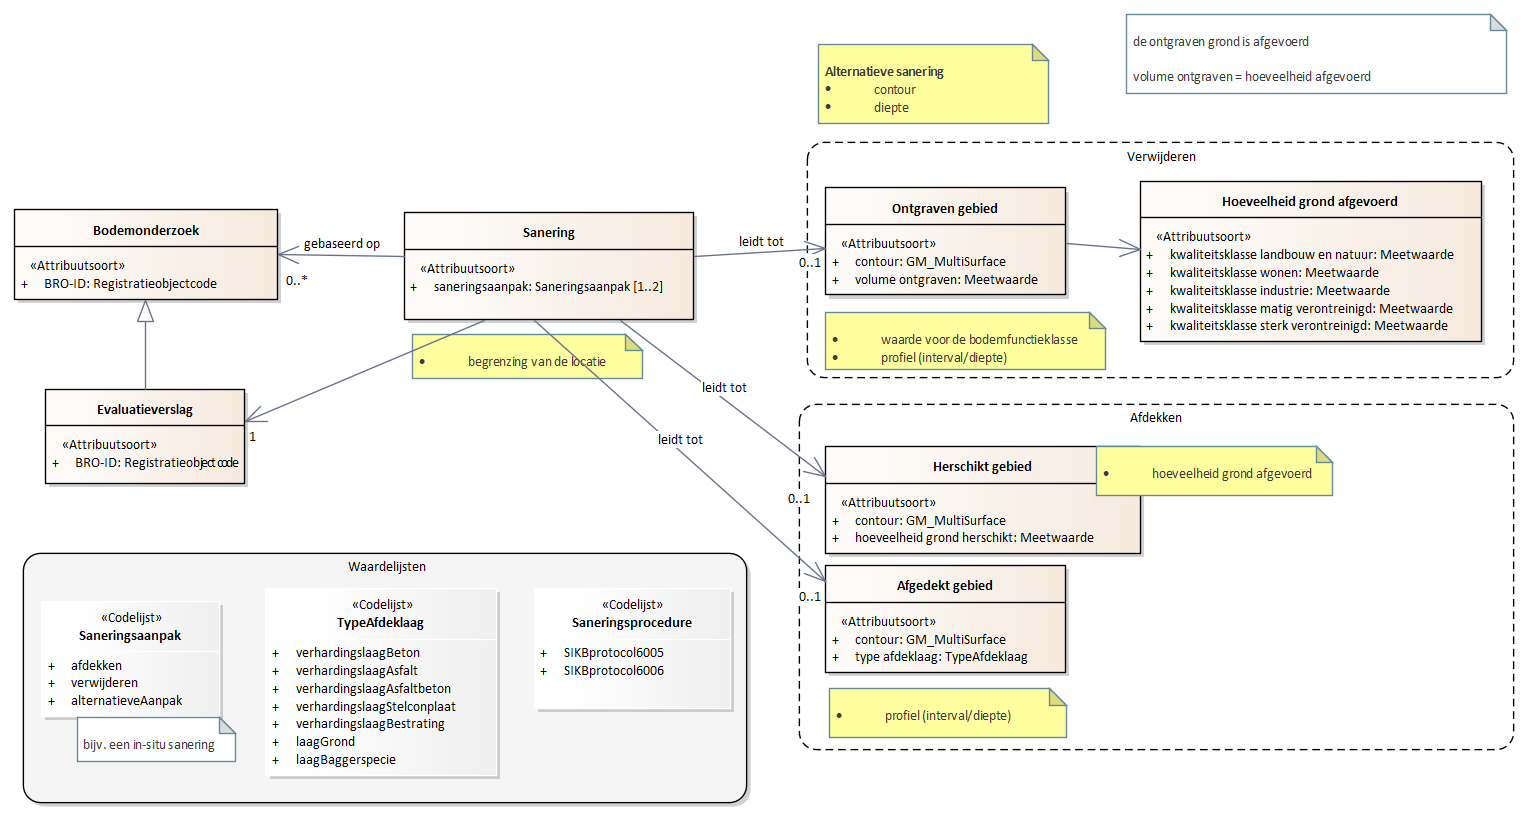 de ontgraven grond is afgevoerd
volume ontgraven = hoeveelheid afgevoerd
Alternatieve sanering
• contour
• diepte
Verwijderen
Ontgraven gebied
«Attribuutsoort»
+ contour: GM_MultiSurface
+ volume ontgraven: Meetwaarde
Hoeveelheid grond afgevoerd
«Attribuutsoort»
+ kwaliteitsklasse landbouw en natuur: Meetwaarde
+ kwaliteitsklasse wonen: Meetwaarde
+ kwaliteitsklasse industrie: Meetwaarde
+ kwaliteitsklasse matig verontreinigd: Meetwaarde
+ kwaliteitsklasse sterk verontreinigd: Meetwaarde
• waarde voor de bodemfunctieklasse
• profiel (interval/diepte)
Bodemonderzoek
«Attribuutsoort»
+ BRO-ID: Registratieobjectcode
gebaseerd op
0..*
Sanering
«Attribuutsoort»
+ saneringsaanpak: Saneringsaanpak [1..2]
leidt tot
0..1
• begrenzing van de locatie
leidt tot
0..1
leidt tot
0..1
Evaluatieverslag
«Attribuutsoort»
+ BRO-ID: Registratieobjectcode
1
Afdekken
Herschikt gebied
«Attribuutsoort»
+ contour: GM_MultiSurface
+ hoeveelheid grond herschikt: Meetwaarde
• hoeveelheid grond afgevoerd
Afgedekt gebied
«Attribuutsoort»
+ contour: GM_MultiSurface
+ type afdeklaag: TypeAfdeklaag
• profiel (interval/diepte)
Waardelijsten
«Codelijst»
Saneringsaanpak
+ afdekken
+ verwijderen
+ alternatieveAanpak
bijv. een in-situ sanering
«Codelijst»
TypeAfdeklaag
+ verhardingslaagBeton
+ verhardingslaagAsfalt
+ verhardingslaagAsfaltbeton
+ verhardingslaagStelconplaat
+ verhardingslaagBestrating
+ laagGrond
+ laagBaggerspecie
«Codelijst»
Saneringsprocedure
+ SIKBprotocol6005
+ SIKBprotocol6006